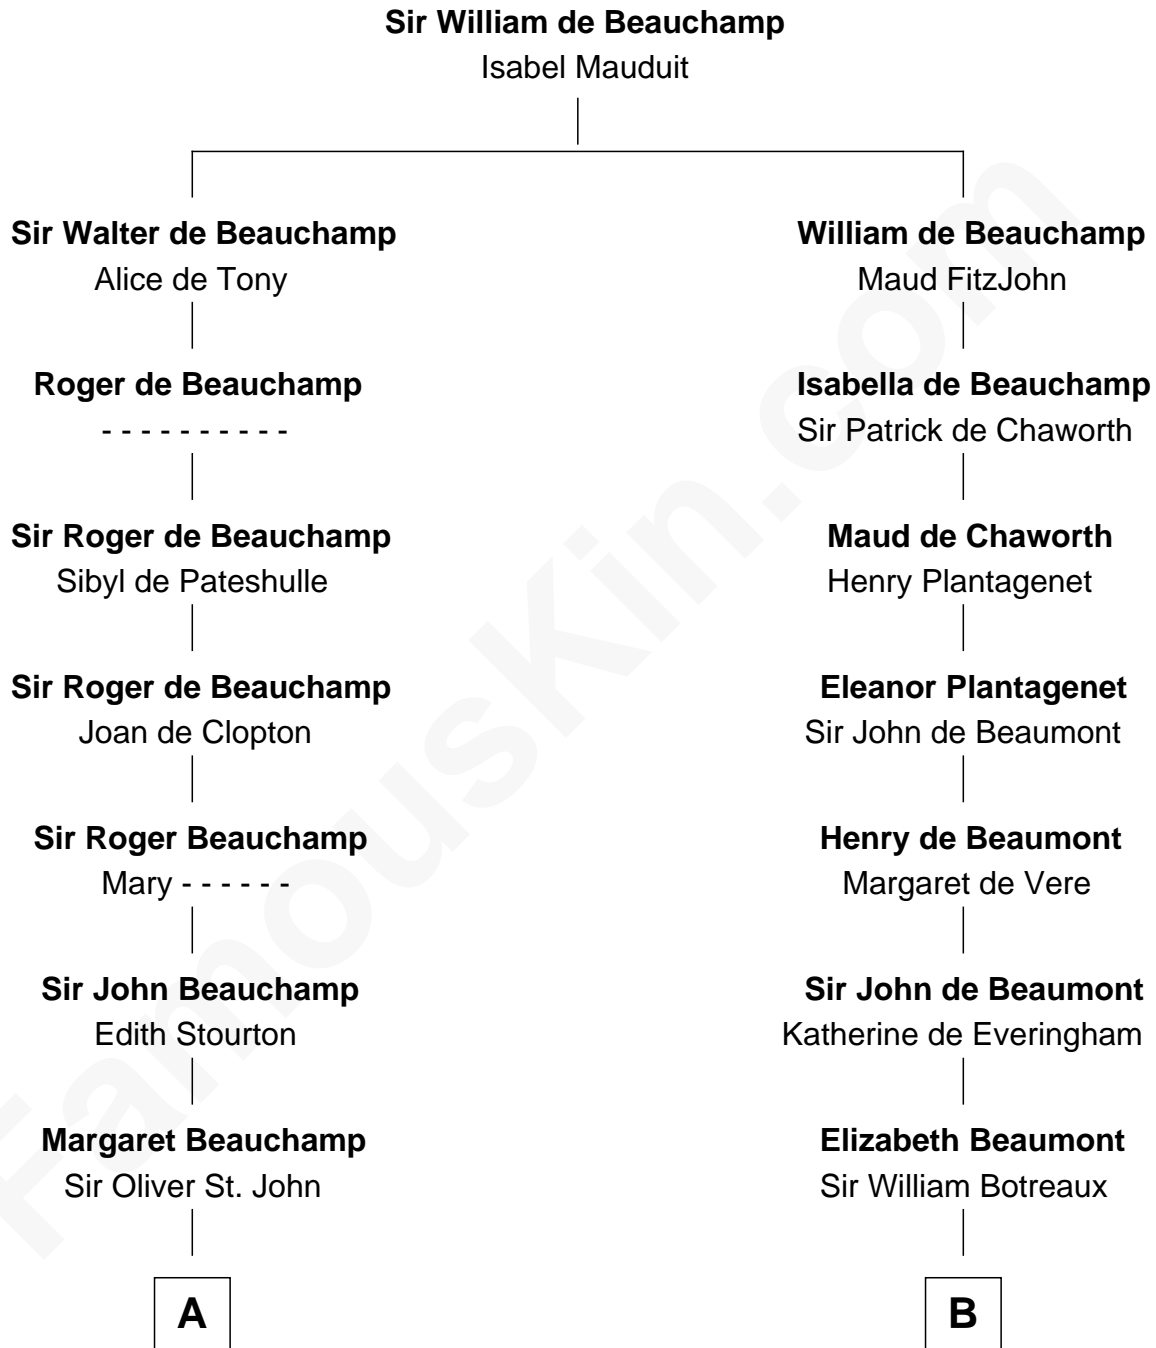 Sir William de Beauchamp
Isabel Mauduit
Sir Walter de Beauchamp
Alice de Tony
William de Beauchamp
Maud FitzJohn
Roger de Beauchamp
- - - - - - - - - -
Isabella de Beauchamp
Sir Patrick de Chaworth
Sir Roger de Beauchamp
Sibyl de Pateshulle
Maud de Chaworth
Henry Plantagenet
Sir Roger de Beauchamp
Joan de Clopton
Eleanor Plantagenet
Sir John de Beaumont
Sir Roger Beauchamp
Mary - - - - - -
Henry de Beaumont
Margaret de Vere
Sir John Beauchamp
Edith Stourton
Sir John de Beaumont
Katherine de Everingham
Margaret Beauchamp
Sir Oliver St. John
Elizabeth Beaumont
Sir William Botreaux
A
B
FamousKin.com